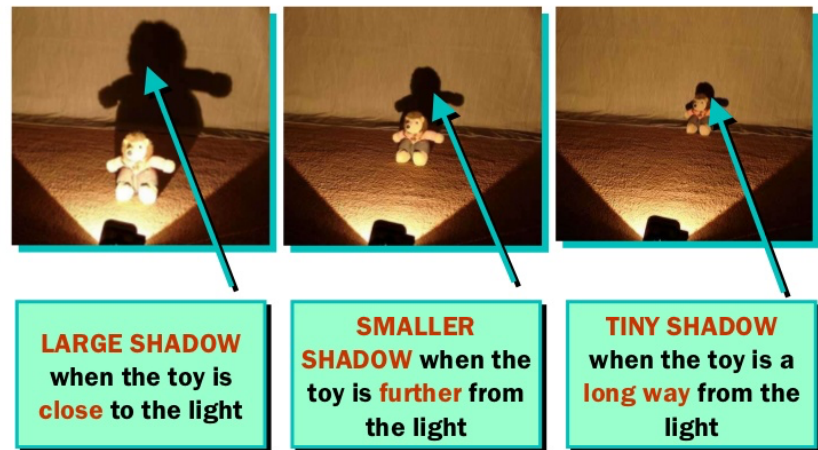 LARGE SHADOW
when the toy is
close to the light
SMALLER
SHADOW when the
toy is further from
the light
TINY SHADOW
when the toy is a
long way from the
light